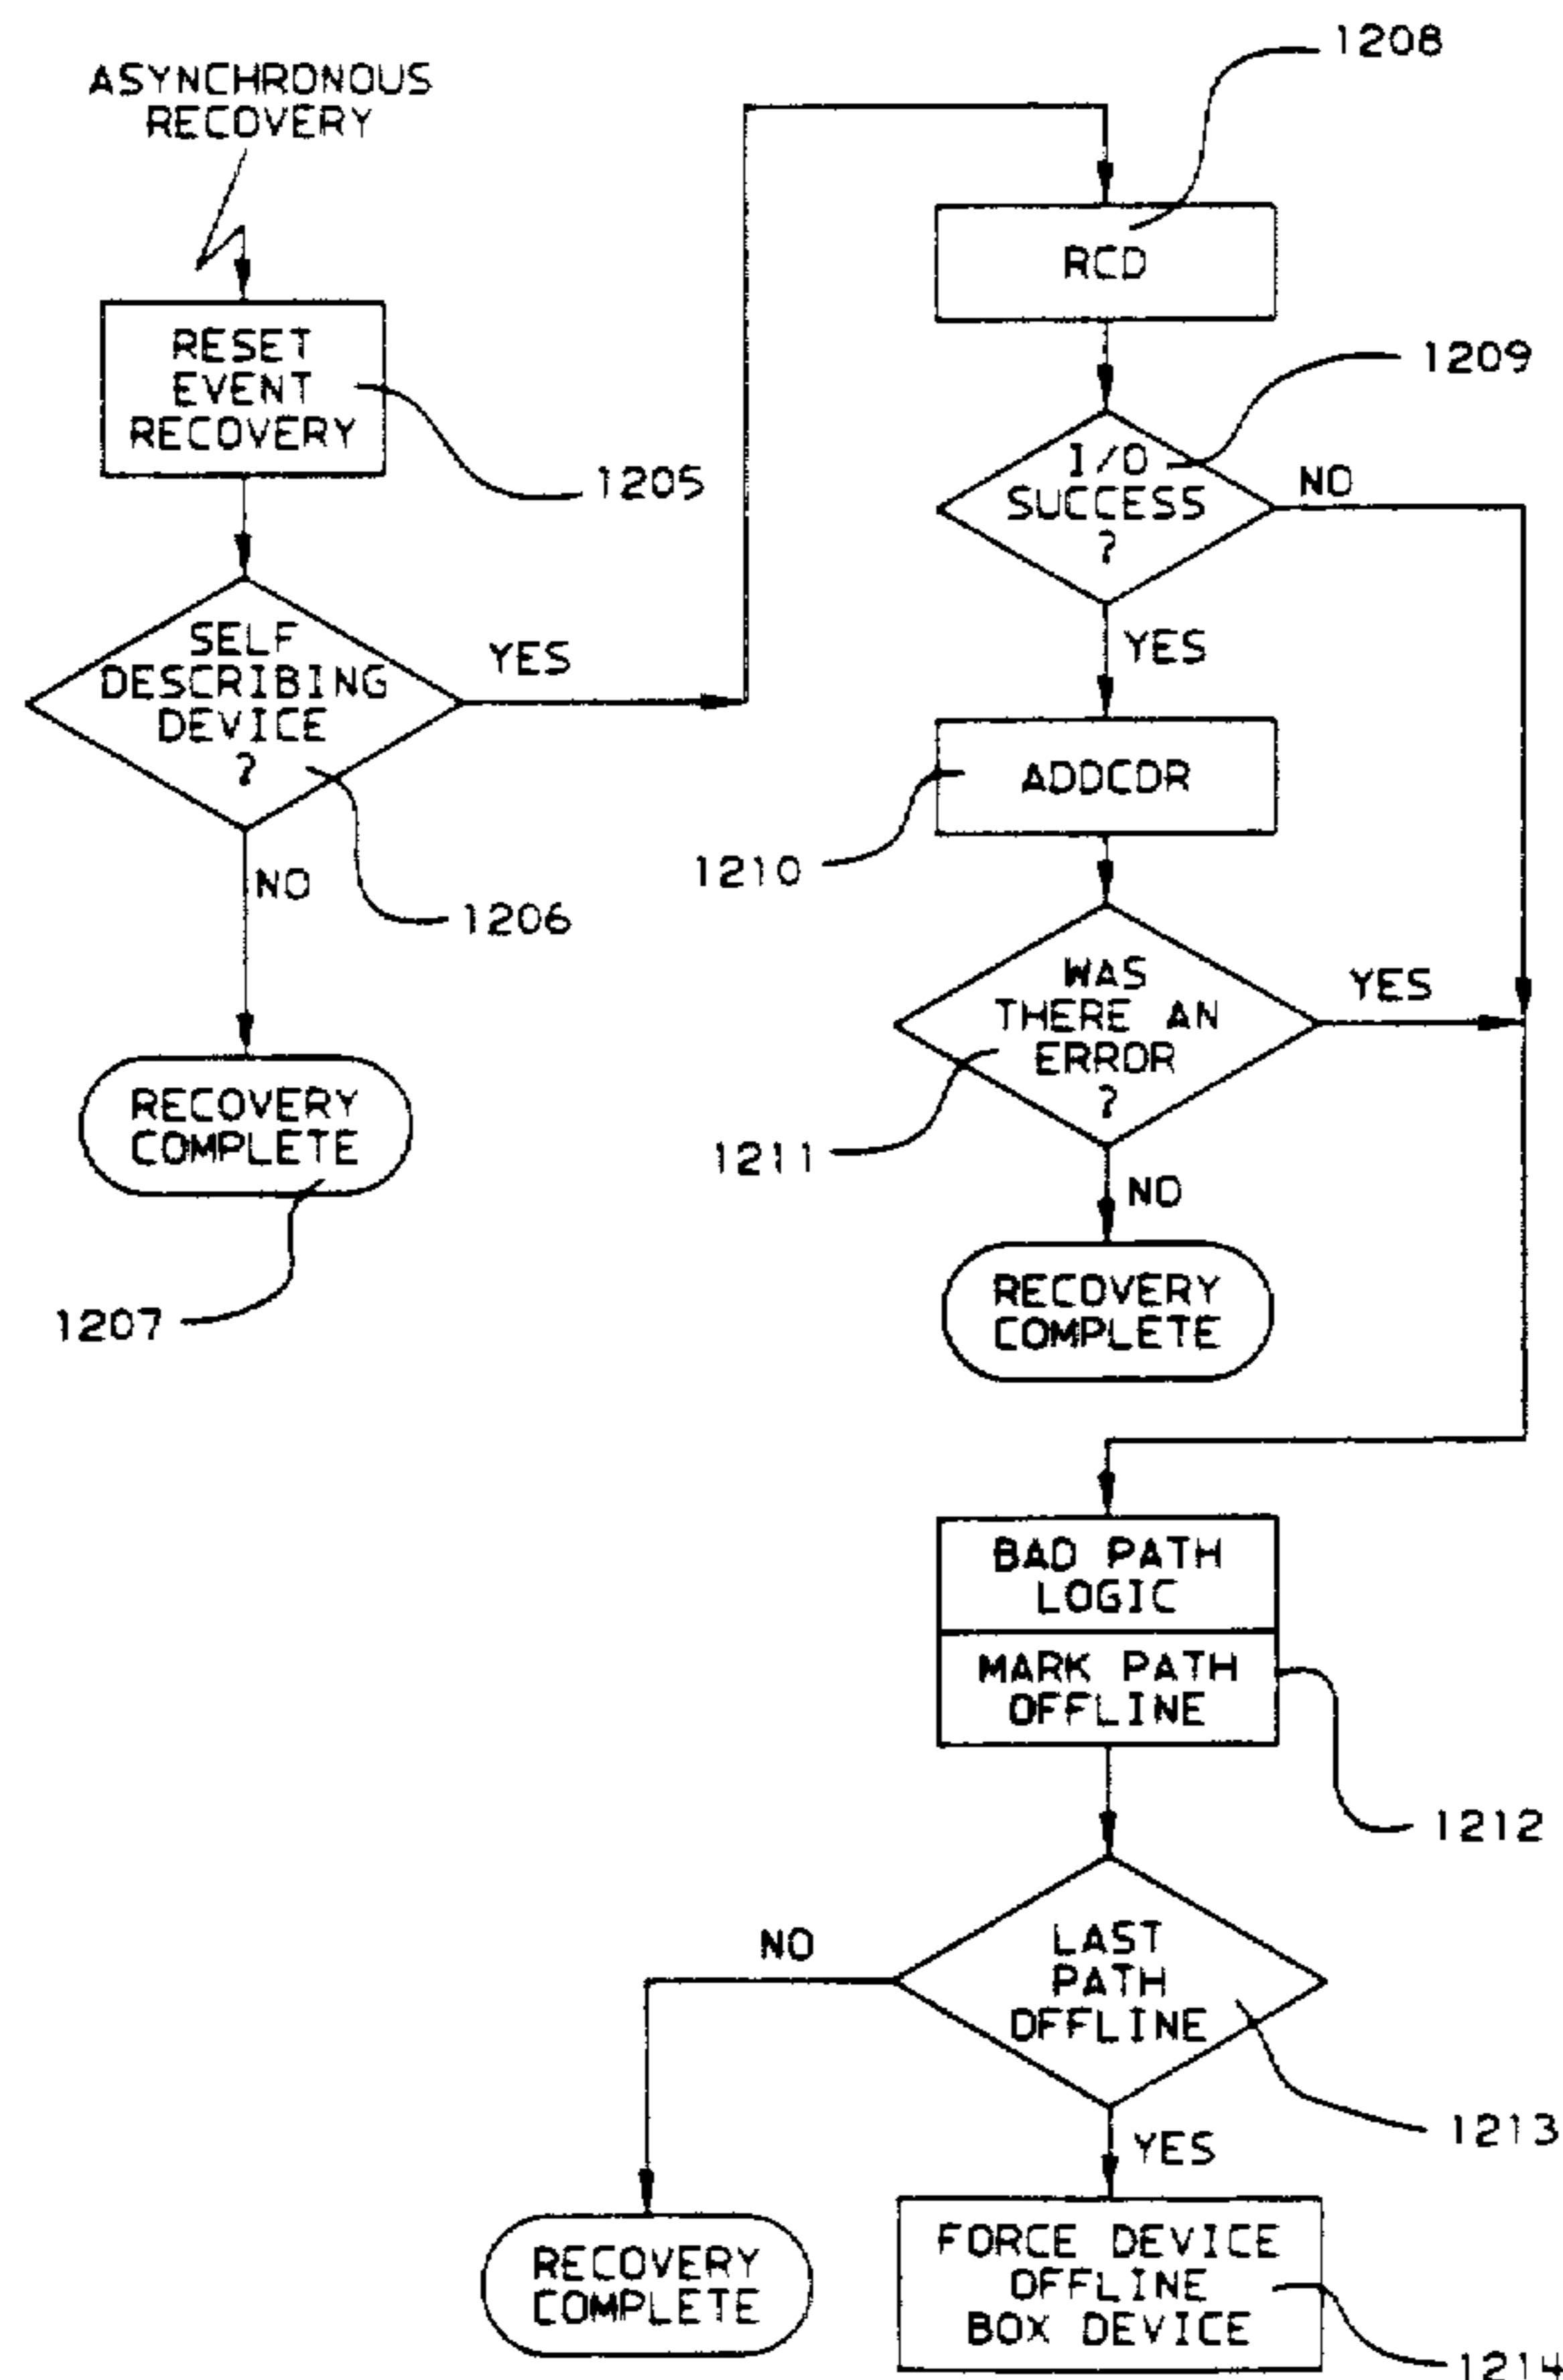 ASYNCHRONOUS
RECOVERY
RESET
EVENT
RECOVERY
1205
SELF
DESCRIBING
DEVICE
?
YES
NO
1206
RECOVERY
COMPLETE
1207
1208
RCD
1209
I/O
SUCCESS
?
NO
YES
ADDCDR
1210
WAS
THERE AN
ERROR
?
YES
1211
NO
RECOVERY
COMPLETE
BAD PATH
LOGIC
MARK PATH
OFFLINE
1212
LAST
PATH
OFFLINE
NO
1213
YES
RECOVERY
COMPLETE
FORCE DEVICE
OFFLINE
BOX DEVICE
1214